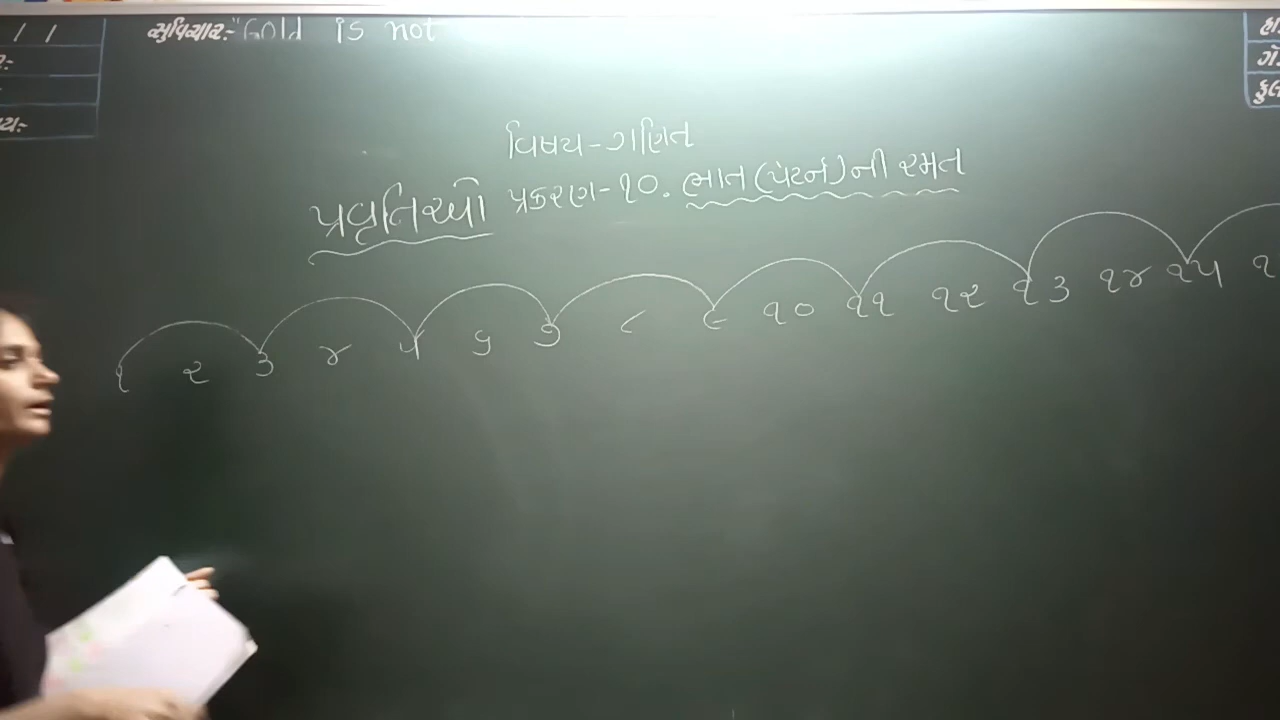 સુવિચાર:- "Gold is not
વિષય-ગણિત
પ્રકરણ-૧૦. ભાત (પેટર્ન) ની રમત
પ્રવૃતિઓ
૧ ૨ ૩ ૪ ૫ ૬ ૭ ૮ ૯ ૧૦ ૧૧ ૧૨ ૧૩ ૧૪ ૧૫